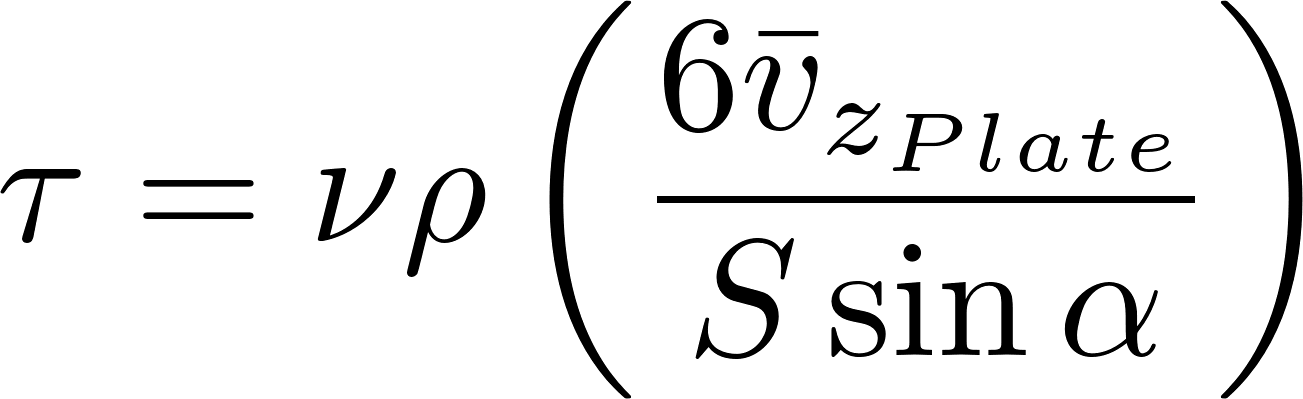 τ = νρ ( 6v̄_{z_{Plate}} / S sin α )